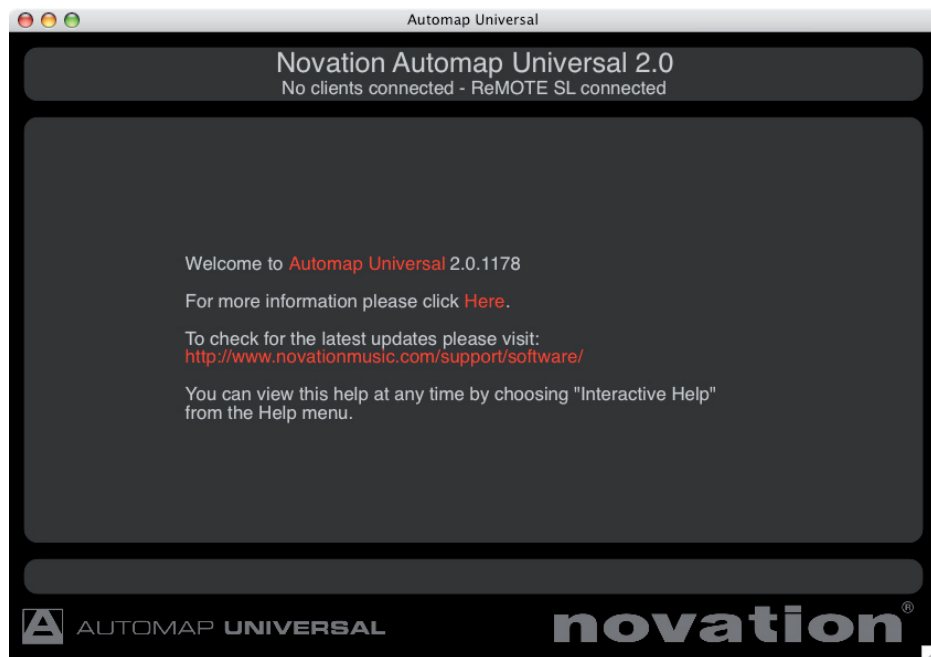 Automap Universal
Novation Automap Universal 2.0
No clients connected - ReMOTE SL connected
Welcome to Automap Universal 2.0.1178
For more information please click Here.
To check for the latest updates please visit:
http://www.novationmusic.com/support/software/
You can view this help at any time by choosing "Interactive Help"
from the Help menu.
A AUTOMAP UNIVERSAL
novation®